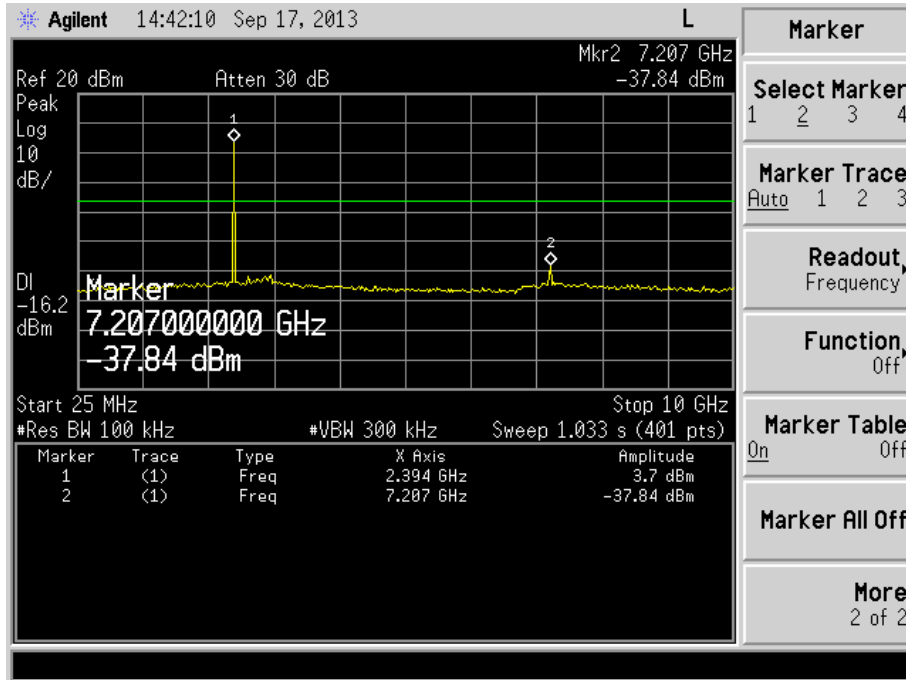 Agilent 14:42:10 Sep 17, 2013 L
Mkr2 7.207 GHz
Ref 20 dBm Atten 30 dB -37.84 dBm
Peak
Log
10
dB/
1
2
DI
-16.2
dBm
Marker
7.207000000 GHz
-37.84 dBm
Start 25 MHz Stop 10 GHz
#Res BW 100 kHz #VBW 300 kHz Sweep 1.033 s (401 pts)
Marker Trace Type X Axis Amplitude
1 (1) Freq 2.394 GHz 3.7 dBm
2 (1) Freq 7.207 GHz -37.84 dBm
Marker
Select Marker
1 2 3 4
Marker Trace
Auto 1 2 3
Readout
Frequency
Function
Off
Marker Table
On Off
Marker All Off
More
2 of 2